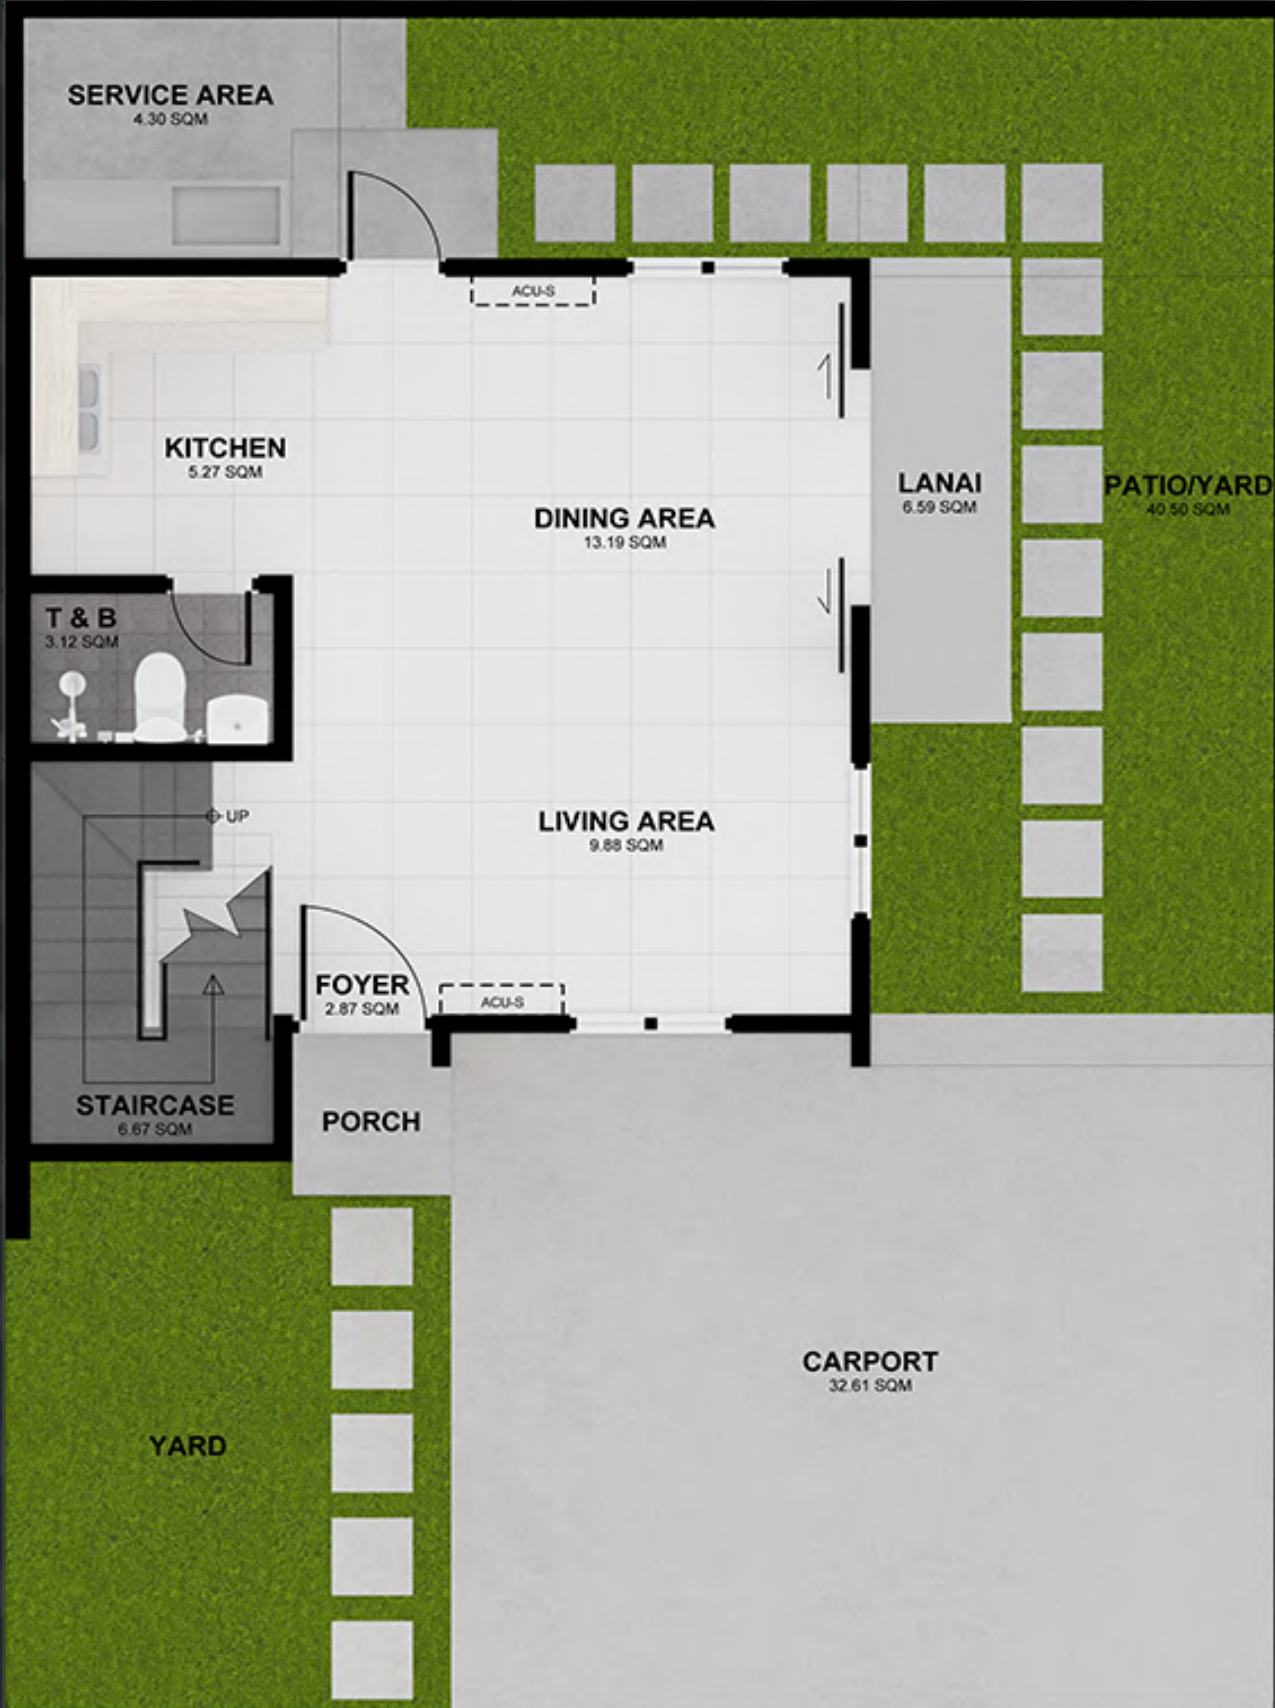 SERVICE AREA
4.30 SQM
ACU-S
KITCHEN
5.27 SQM
LANAI
6.59 SQM
PATIO/YARD
40.50 SQM
DINING AREA
13.19 SQM
T & B
3.12 SQM
UP
LIVING AREA
9.88 SQM
FOYER
2.87 SQM
ACU-S
STAIRCASE
6.67 SQM
PORCH
CARPORT
32.61 SQM
YARD